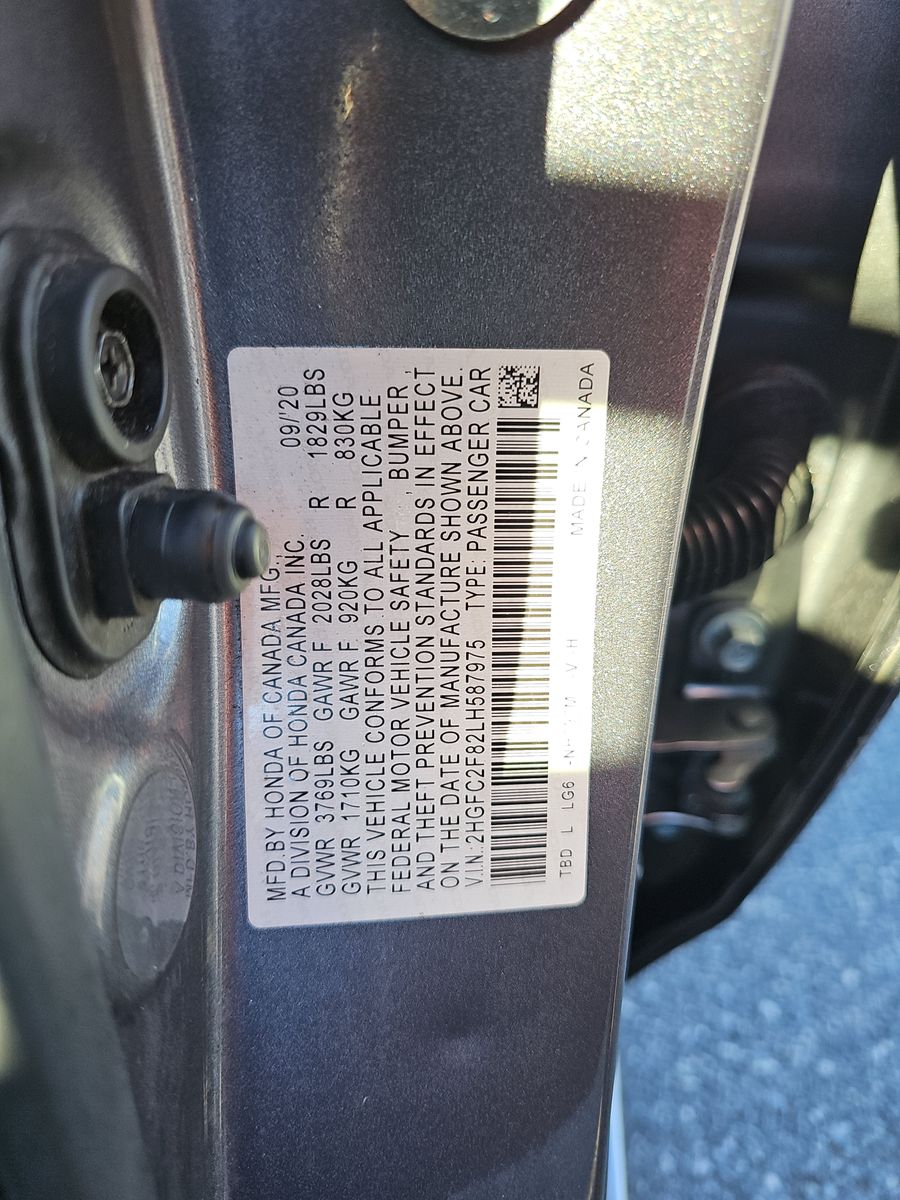 MFD.BY HONDA OF CANADA MFG.,
A DIVISION OF HONDA CANADA INC. 09/'20
GVWR 3769LBS GAWR F 2028LBS R 1829LBS
GVWR 1710KG GAWR F 920KG R 830KG
THIS VEHICLE CONFORMS TO ALL APPLICABLE
FEDERAL MOTOR VEHICLE SAFETY, BUMPER,
AND THEFT PREVENTION STANDARDS IN EFFECT
ON THE DATE OF MANUFACTURE SHOWN ABOVE.
V.I.N.:2HGFC2F82LH587975 TYPE: PASSENGER CAR
MADE CANADA
TBD L LG6